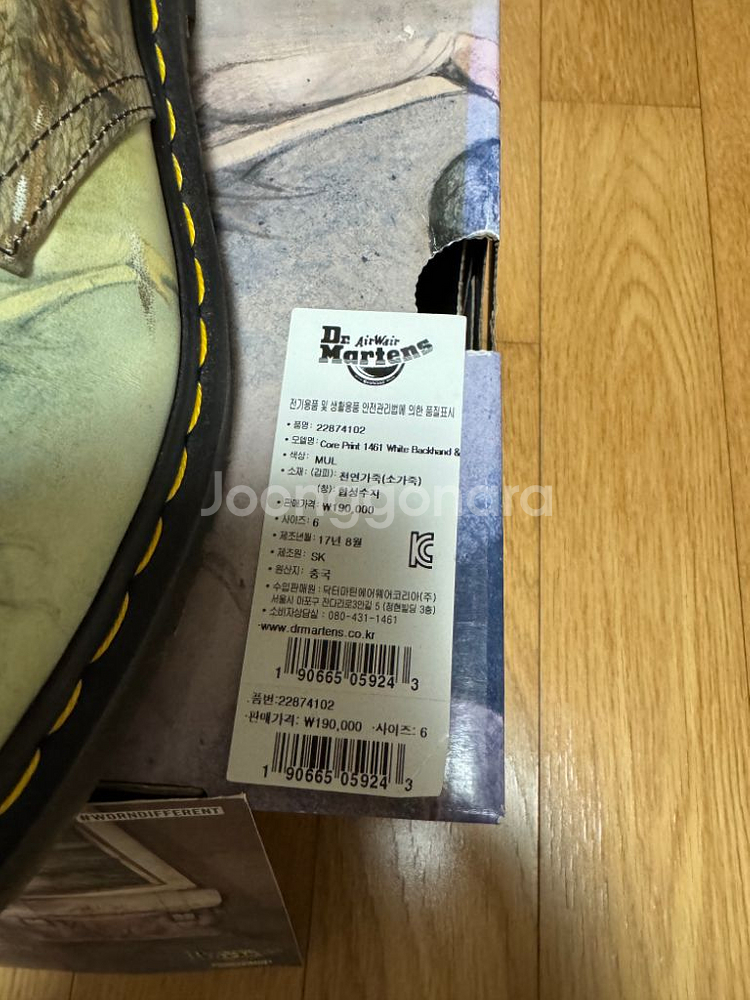 Dr. AirWair
Martens
전기용품 및 생활용품 안전관리법에 의한 품질표시
• 품명: 22874102
• 모델명: Core Print 1461 White Backhand &
• 색상: MUL
• 소재: (갑피): 천연가죽(소가죽)
(창): 합성수지
• 판매가격: ₩190,000
• 사이즈: 6
• 제조년월: 17년 8월
• 제조원: SK
• 원산지: 중국
• 수입판매원 : 닥터마틴에어웨어코리아(주)
서울시 마포구 잔다리로3안길 5 (정현빌딩 3층)
• 소비자상담실 : 080-431-1461
-www.drmartens.co.kr
1 90665 05924 3
품번:22874102
·판매가격: ₩190,000 ·사이즈: 6
1 90665 05924 3
#WORNDIFFERENT
Joonggonara